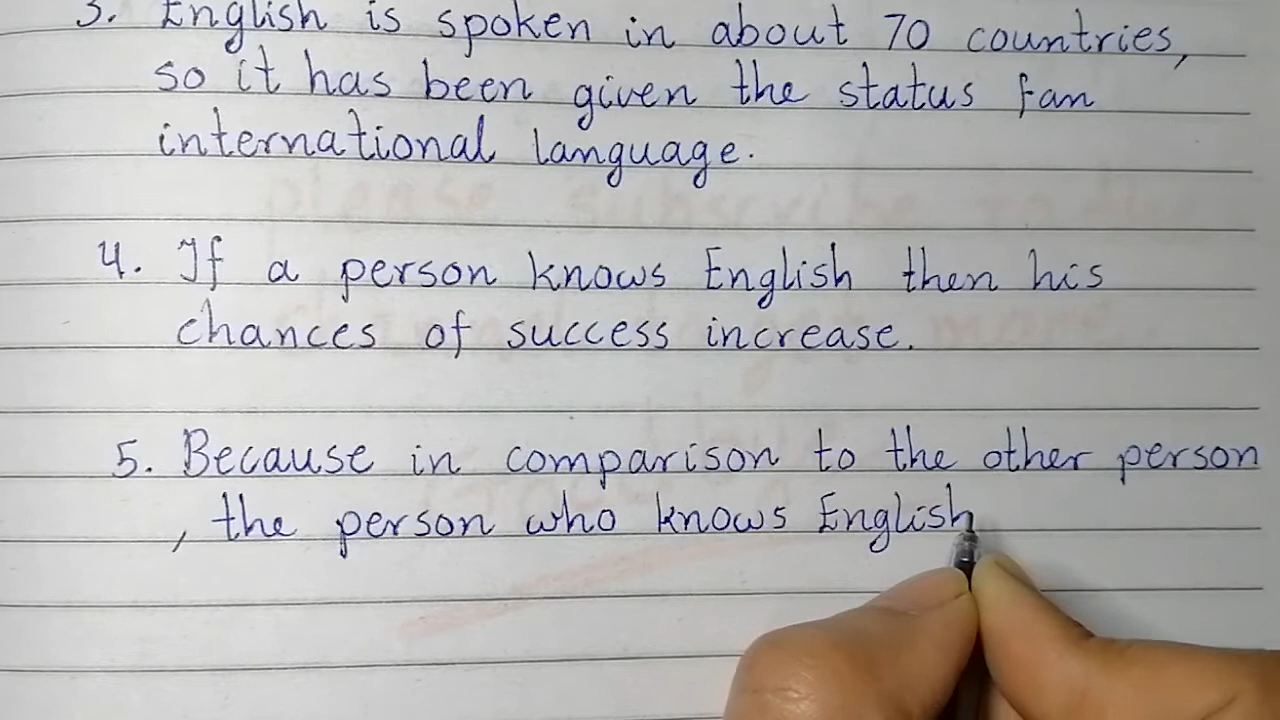 3. English is spoken in about 70 countries,
so it has been given the status fan
international language.
4. If a person knows English then his
chances of success increase.
5. Because in comparison to the other person
, the person who knows English